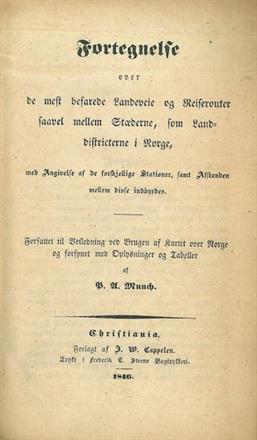 Fortegnelse
over
de mest befarede Landeveie og Reiserouter
saavel mellem Stæderne, som Land-
districterne i Norge,
med Angivelse af de forskjellige Stationer, samt Afstanden
mellem disse indbyrdes.
Forfattet til Veiledning ved Brugen af Kartet over Norge
og forsynet med Oplysninger og Tabeller
af
P. A. Munch.
Christiania.
Forlagt af J. W. Cappelen.
Trykt i Frederik T. Steens Bogtrykkeri.
1846.